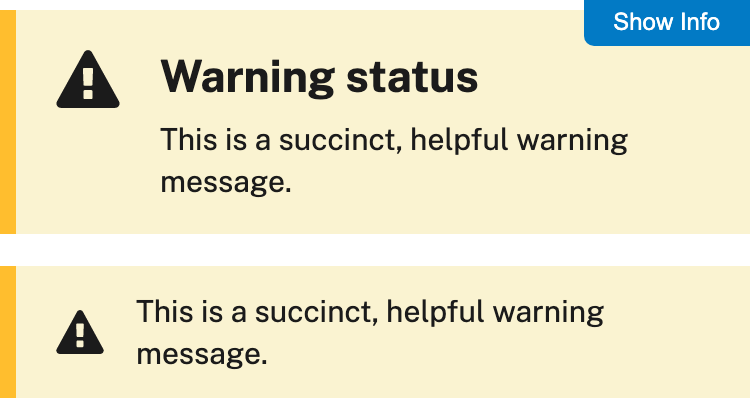 Show Info
Warning status
This is a succinct, helpful warning
message.
This is a succinct, helpful warning
message.